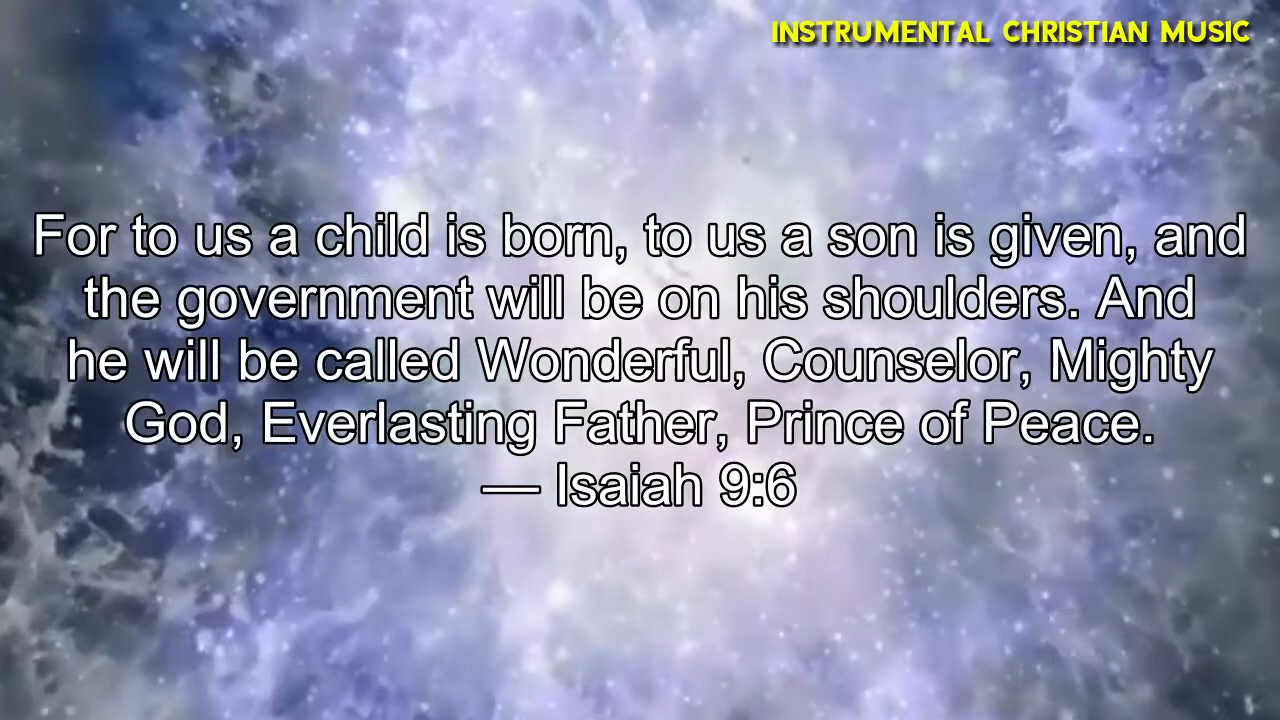 INSTRUMENTAL CHRISTIAN MUSIC
For to us a child is born, to us a son is given, and
the government will be on his shoulders. And
he will be called Wonderful, Counselor, Mighty
God, Everlasting Father, Prince of Peace.
— Isaiah 9:6